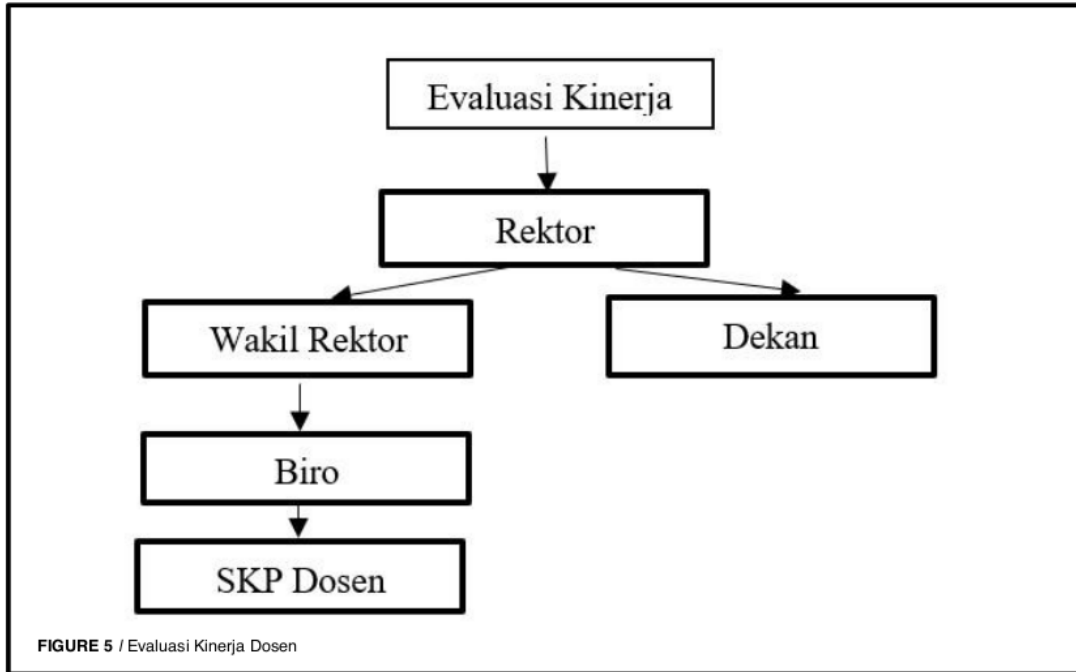 Evaluasi Kinerja
Rektor
Wakil Rektor
Dekan
Biro
SKP Dosen
FIGURE 5 / Evaluasi Kinerja Dosen